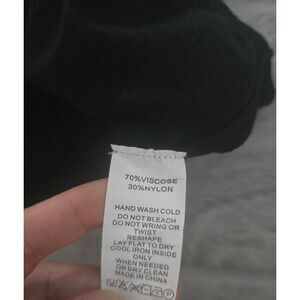 70%VISCOSE
30%NYLON
HAND WASH COLD
DO NOT BLEACH
DO NOT WRING OR
TWIST
RESHAPE
LAY FLAT TO DRY
COOL IRON INSIDE
ONLY
WHEN NEEDED
OR DRY CLEAN
MADE IN CHINA